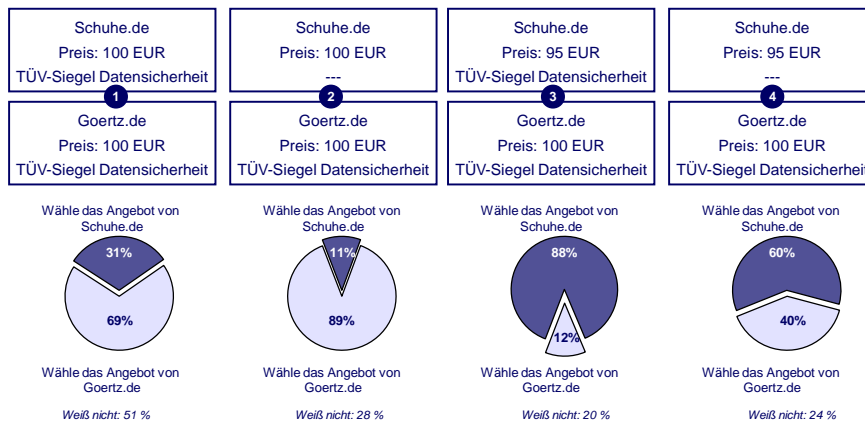 Schuhe.de
Preis: 100 EUR
TÜV-Siegel Datensicherheit
1
Goertz.de
Preis: 100 EUR
TÜV-Siegel Datensicherheit
Wähle das Angebot von
Schuhe.de
31%
69%
Wähle das Angebot von
Goertz.de
Weiß nicht: 51 %
Schuhe.de
Preis: 100 EUR
---
2
Goertz.de
Preis: 100 EUR
TÜV-Siegel Datensicherheit
Wähle das Angebot von
Schuhe.de
11%
89%
Wähle das Angebot von
Goertz.de
Weiß nicht: 28 %
Schuhe.de
Preis: 95 EUR
TÜV-Siegel Datensicherheit
3
Goertz.de
Preis: 100 EUR
TÜV-Siegel Datensicherheit
Wähle das Angebot von
Schuhe.de
88%
12%
Wähle das Angebot von
Goertz.de
Weiß nicht: 20 %
Schuhe.de
Preis: 95 EUR
---
4
Goertz.de
Preis: 100 EUR
TÜV-Siegel Datensicherheit
Wähle das Angebot von
Schuhe.de
60%
40%
Wähle das Angebot von
Goertz.de
Weiß nicht: 24 %